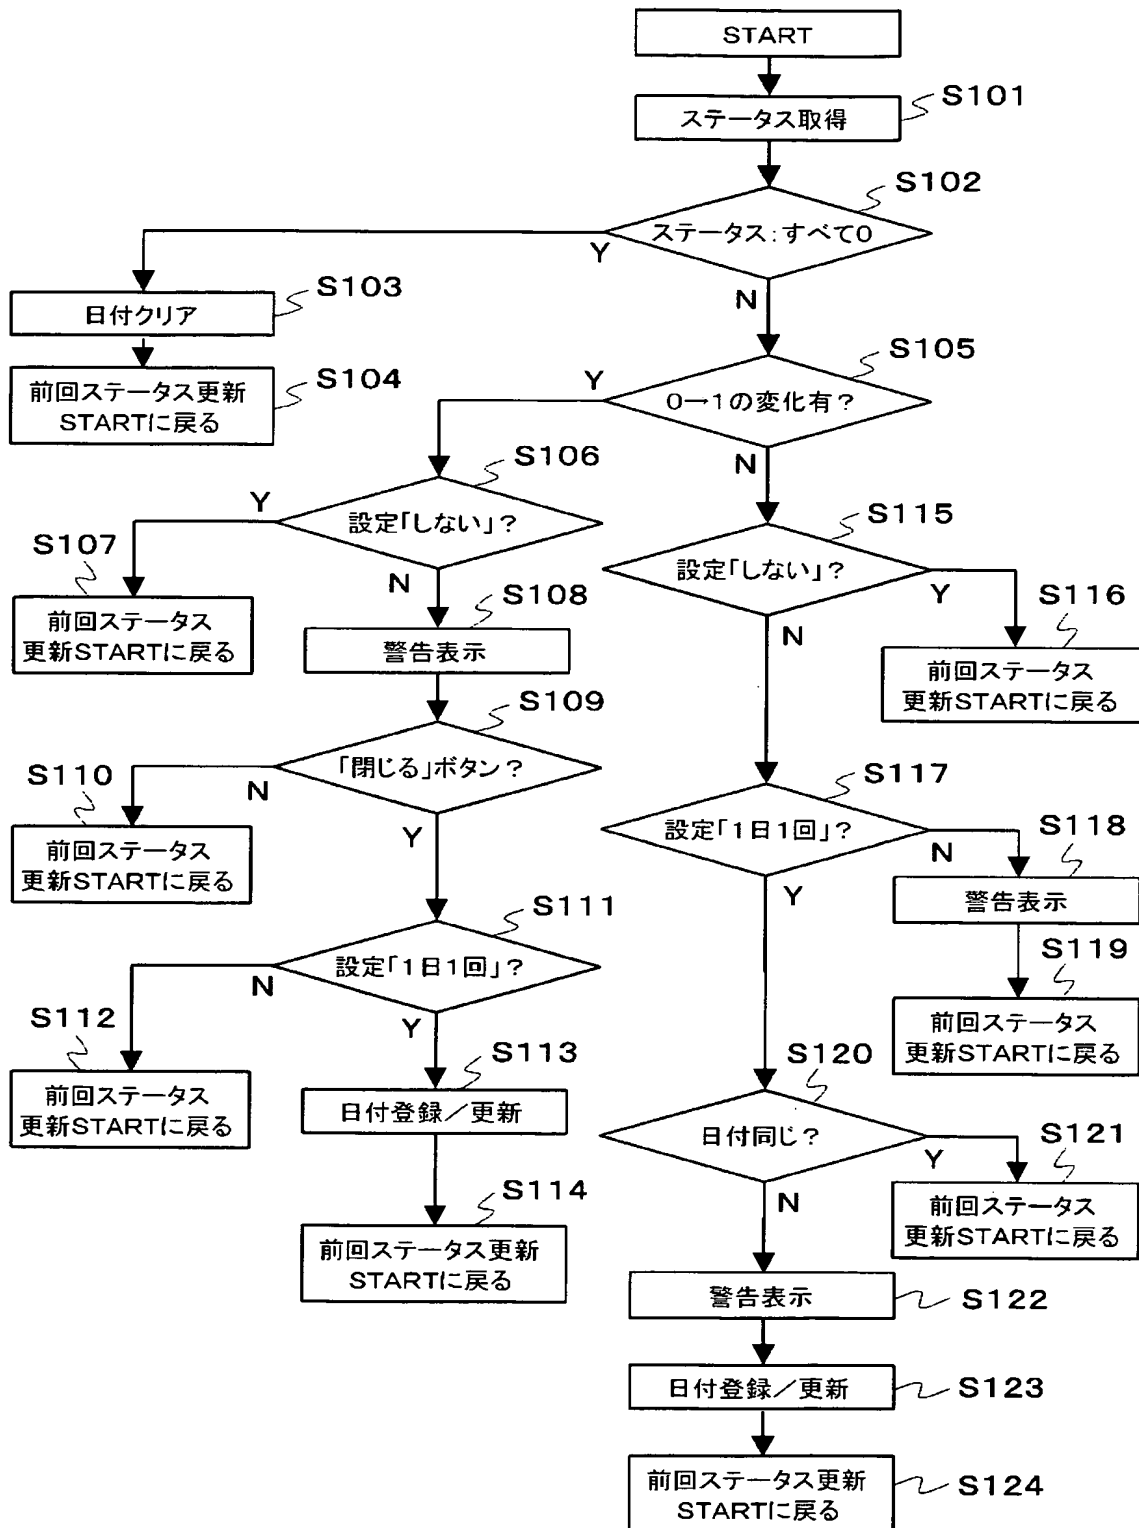 START
S101
ステータス取得
S102
ステータス:すべて0
Y
N
S103
日付クリア
S104
前回ステータス更新
STARTに戻る
S105
0→1の変化有?
Y
N
S106
設定「しない」?
Y
N
S107
前回ステータス
更新STARTに戻る
S108
警告表示
S109
「閉じる」ボタン?
N
Y
S110
前回ステータス
更新STARTに戻る
S111
設定「1日1回」?
N
Y
S112
前回ステータス
更新STARTに戻る
S113
日付登録/更新
S114
前回ステータス更新
STARTに戻る
S115
設定「しない」?
Y
N
S116
前回ステータス
更新STARTに戻る
S117
設定「1日1回」?
N
Y
S118
警告表示
S119
前回ステータス
更新STARTに戻る
S120
日付同じ?
Y
N
S121
前回ステータス
更新STARTに戻る
警告表示
S122
日付登録/更新
S123
前回ステータス更新
STARTに戻る
S124